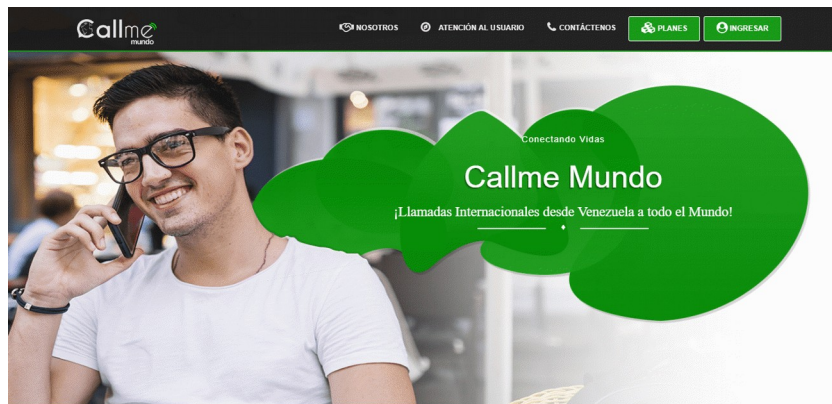 Callme
mundo
NOSOTROS
ATENCIÓN AL USUARIO
CONTÁCTENOS
PLANES
INGRESAR
Conectando Vidas
Callme Mundo
¡Llamadas Internacionales desde Venezuela a todo el Mundo!